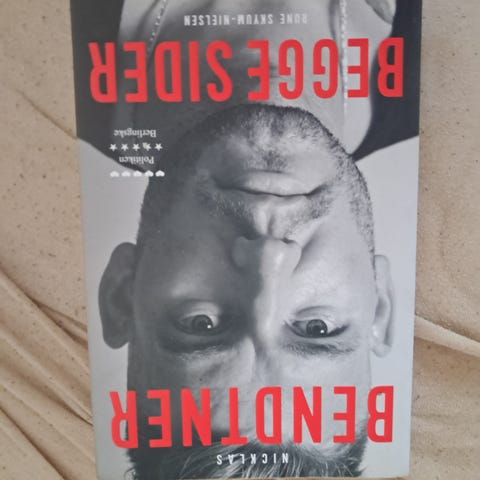 NICKLAS
BENDTNER
♥♥♥♥♥♥
Politiken
★★★★★★
Berlingske
BEGGE SIDER
RUNE SKYUM-NIELSEN